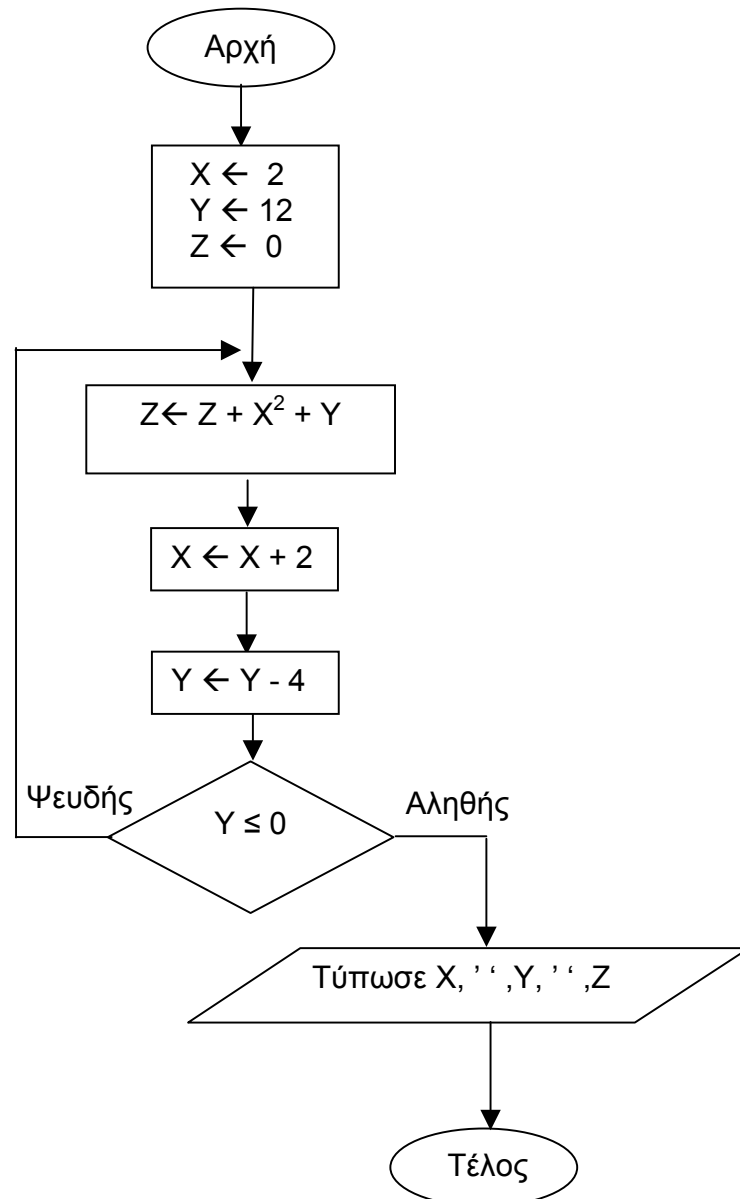 Αρχή
X ← 2
Y ← 12
Z ← 0
Z← Z + X² + Y
X ← X + 2
Y ← Y - 4
Ψευδής
Y ≤ 0
Αληθής
Τύπωσε X, ’ ‘ ,Y, ’ ‘ ,Z
Τέλος